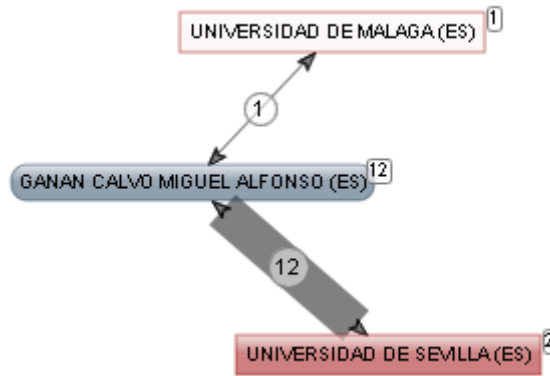 UNIVERSIDAD DE MALAGA (ES)
1
1
GANAN CALVO MIGUEL ALFONSO (ES)
12
12
UNIVERSIDAD DE SEVILLA (ES)